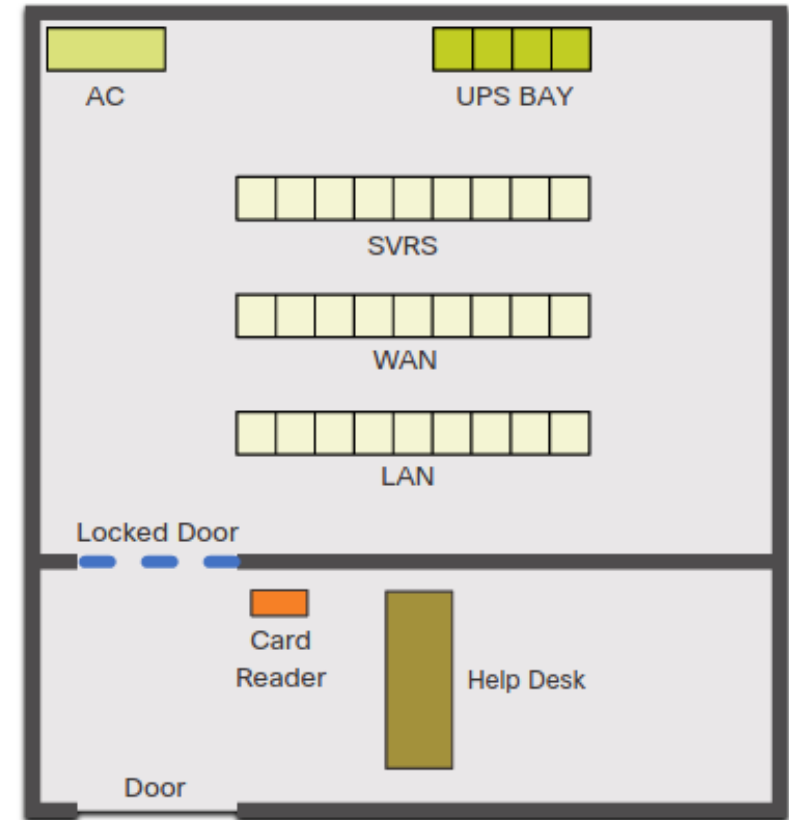 AC
UPS BAY
SVRS
WAN
LAN
Locked Door
Card
Reader
Help Desk
Door